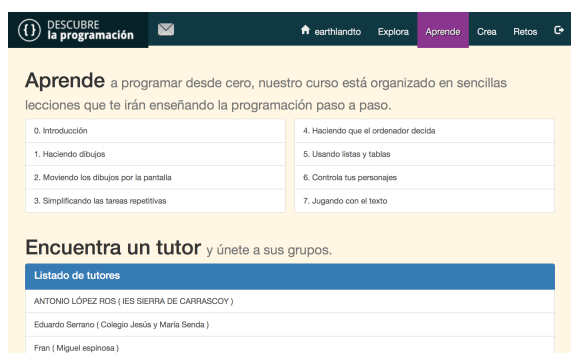 DESCUBRE
la programación
earthlandto Explora Aprende Crea Retos
Aprende a programar desde cero, nuestro curso está organizado en sencillas
lecciones que te irán enseñando la programación paso a paso.
0. Introducción
1. Haciendo dibujos
2. Moviendo los dibujos por la pantalla
3. Simplificando las tareas repetitivas
4. Haciendo que el ordenador decida
5. Usando listas y tablas
6. Controla tus personajes
7. Jugando con el texto
Encuentra un tutor y únete a sus grupos.
Listado de tutores
ANTONIO LÓPEZ ROS ( IES SIERRA DE CARRASCOY )
Eduardo Serrano ( Colegio Jesús y María Senda )
Fran ( Miguel espinosa )